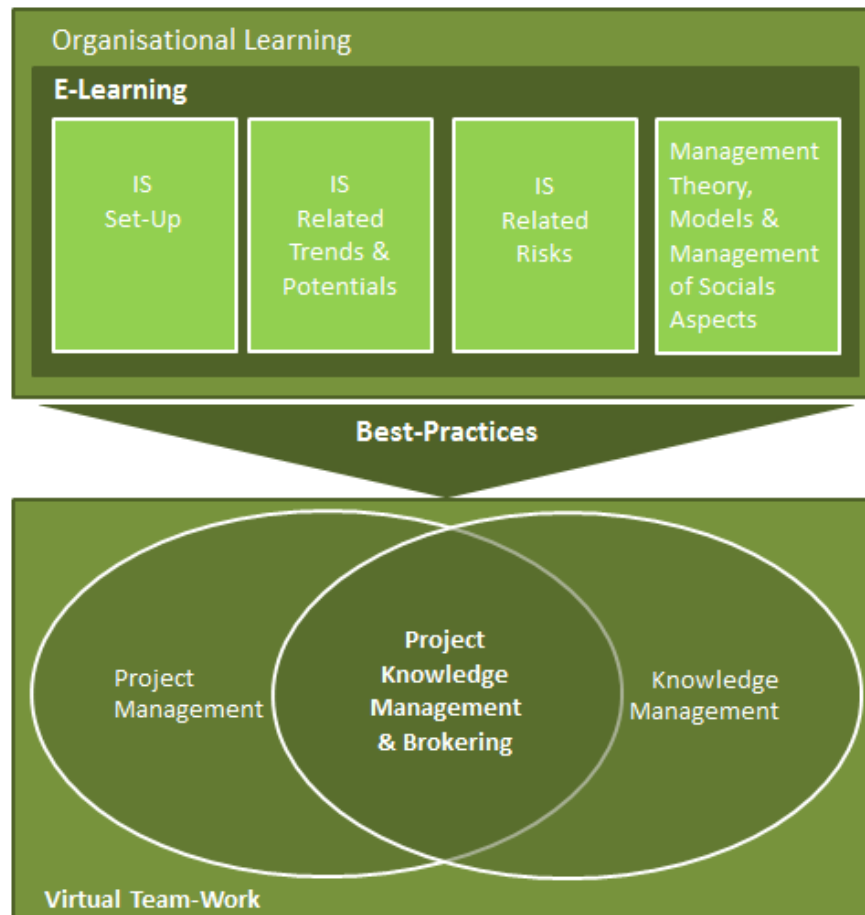 Organisational Learning
E-Learning
IS
Set-Up
IS
Related
Trends &
Potentials
IS
Related
Risks
Management
Theory,
Models &
Management
of Socials
Aspects
Best-Practices
Project
Management
Project
Knowledge
Management
& Brokering
Knowledge
Management
Virtual Team-Work